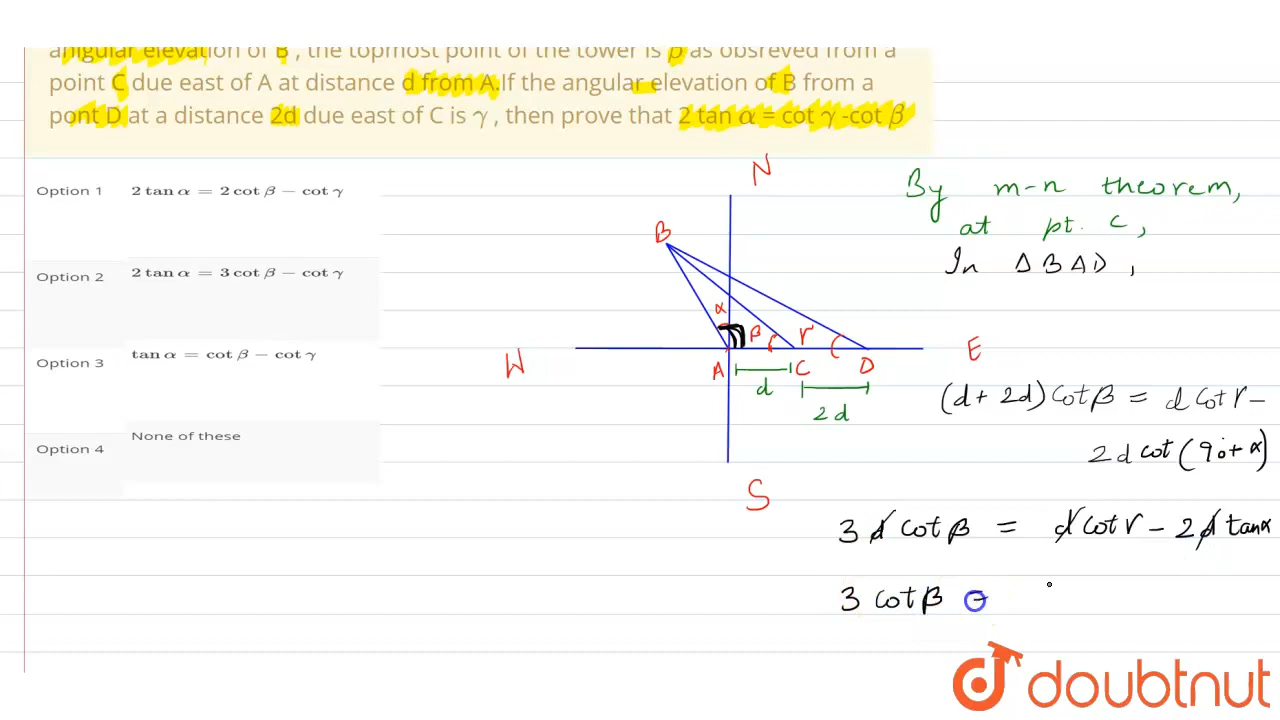 angular elevation of B , the topmost point of the tower is β as obsreved from a
point C due east of A at distance d from A.If the angular elevation of B from a
pont D at a distance 2d due east of C is γ , then prove that 2 tan α = cot γ -cot β
Option 1 2 tan α = 2 cot β − cot γ
Option 2 2 tan α = 3 cot β − cot γ
Option 3 tan α = cot β − cot γ
Option 4 None of these
N
B
α
β
r
W
A
C
D
E
d
2d
S
By m-n theorem,
at pt. C,
In Δ BAD,
(d+ 2d) cot β = d cot r -
2d cot (90+ α)
3 d cot β = d cot r - 2 d tanα
3 cot β =
doubtnut